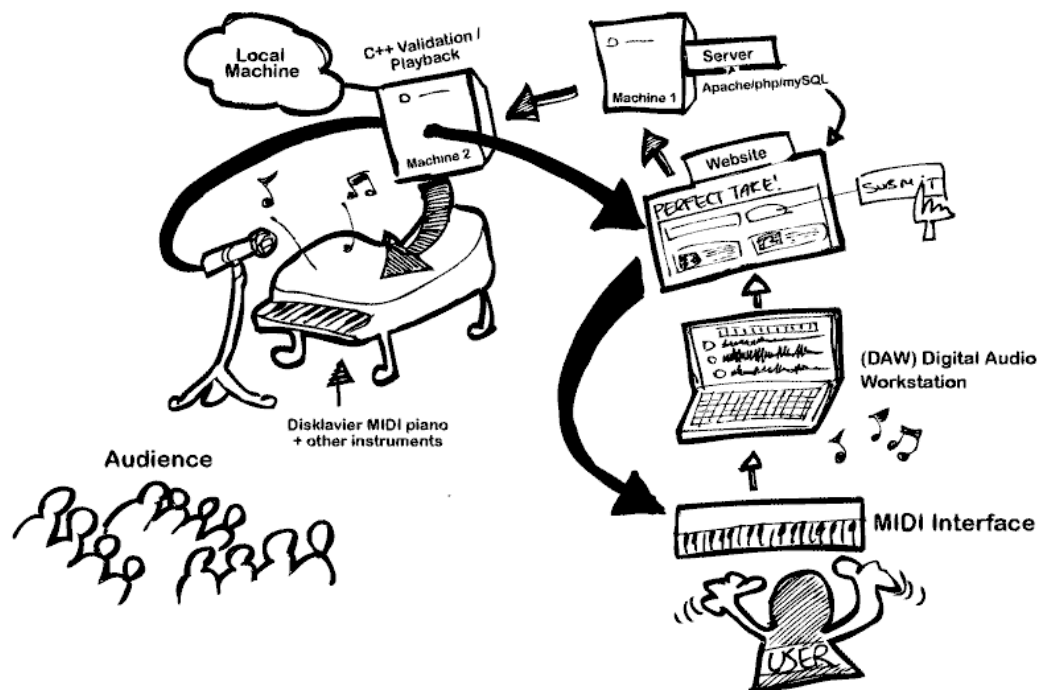 Local
Machine
C++ Validation /
Playback
Machine 2
Machine 1
Server
Apache/php/mySQL
Website
PERFECT TAKE!
SUBMIT
(DAW) Digital Audio
Workstation
Disklavier MIDI piano
+ other instruments
Audience
MIDI Interface
USER